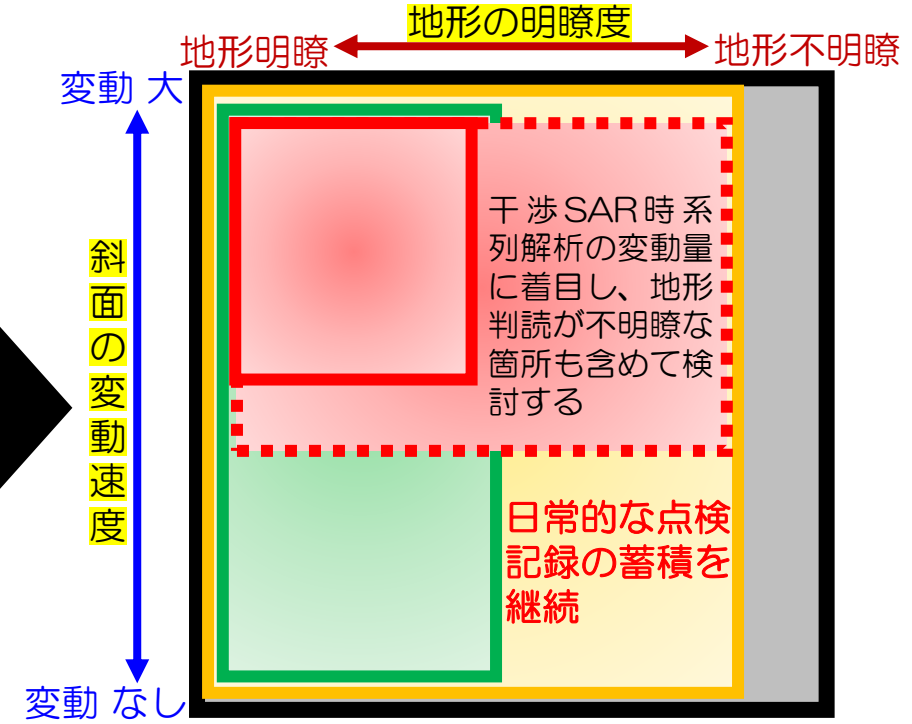 地形の明瞭度
地形明瞭
地形不明瞭
変動 大
斜面の変動速度
干渉SAR時系
列解析の変動量
に着目し、地形
判読が不明瞭な
箇所も含めて検
討する
日常的な点検
記録の蓄積を
継続
変動 なし